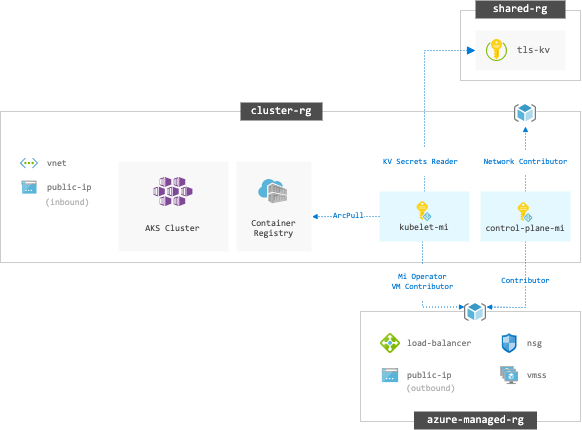 shared-rg
tls-kv
cluster-rg
vnet
public-ip
(inbound)
AKS Cluster
Container
Registry
ArcPull
KV Secrets Reader
kubelet-mi
Network Contributor
control-plane-mi
Mi Operator
VM Contributor
Contributor
load-balancer
nsg
public-ip
(outbound)
vmss
azure-managed-rg